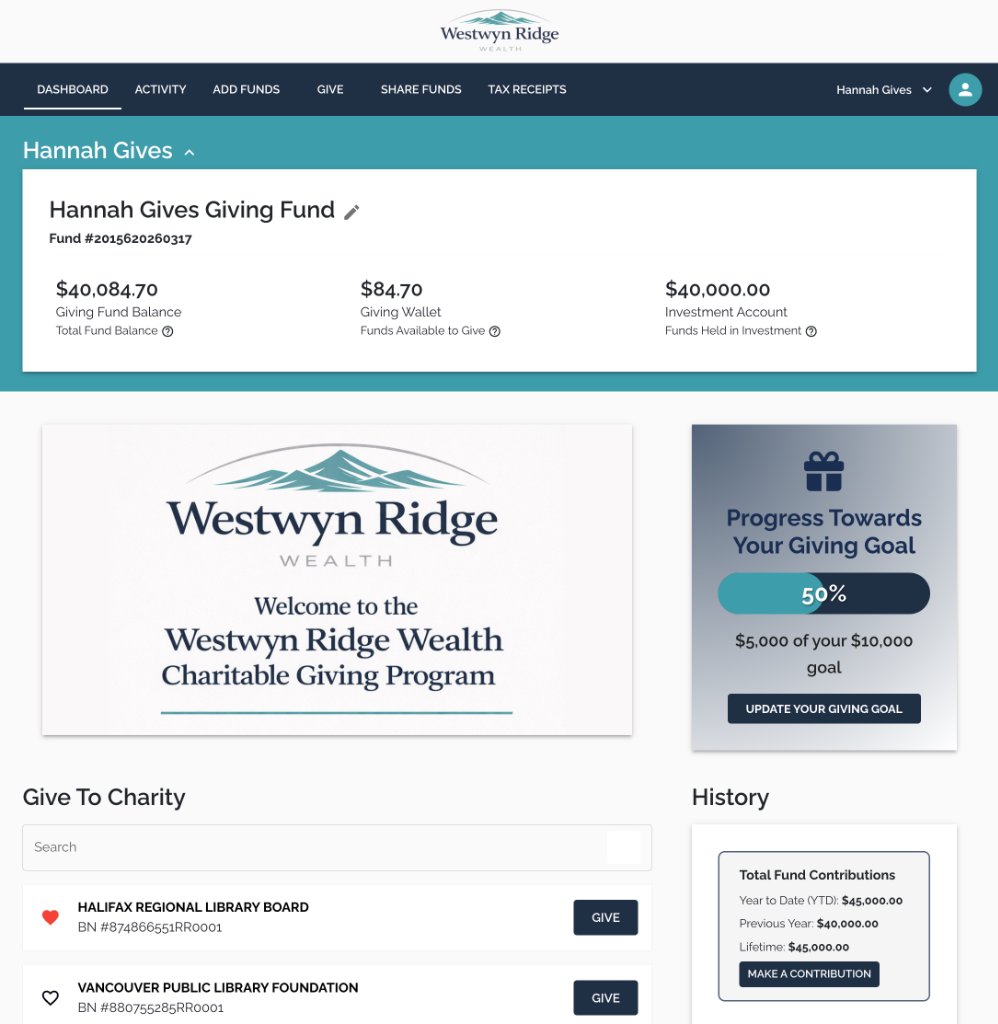 Westwyn Ridge
WEALTH
DASHBOARD ACTIVITY ADD FUNDS GIVE SHARE FUNDS TAX RECEIPTS Hannah Gives
Hannah Gives
Hannah Gives Giving Fund
Fund #2015620260317
$40,084.70
Giving Fund Balance
Total Fund Balance ?
$84.70
Giving Wallet
Funds Available to Give ?
$40,000.00
Investment Account
Funds Held in Investment ?
Westwyn Ridge
WEALTH
Welcome to the
Westwyn Ridge Wealth
Charitable Giving Program
Progress Towards
Your Giving Goal
50%
$5,000 of your $10,000
goal
UPDATE YOUR GIVING GOAL
Give To Charity
Search
HALIFAX REGIONAL LIBRARY BOARD
BN #874866551RR0001
GIVE
VANCOUVER PUBLIC LIBRARY FOUNDATION
BN #880755285RR0001
GIVE
History
Total Fund Contributions
Year to Date (YTD): $45,000.00
Previous Year: $40,000.00
Lifetime: $45,000.00
MAKE A CONTRIBUTION